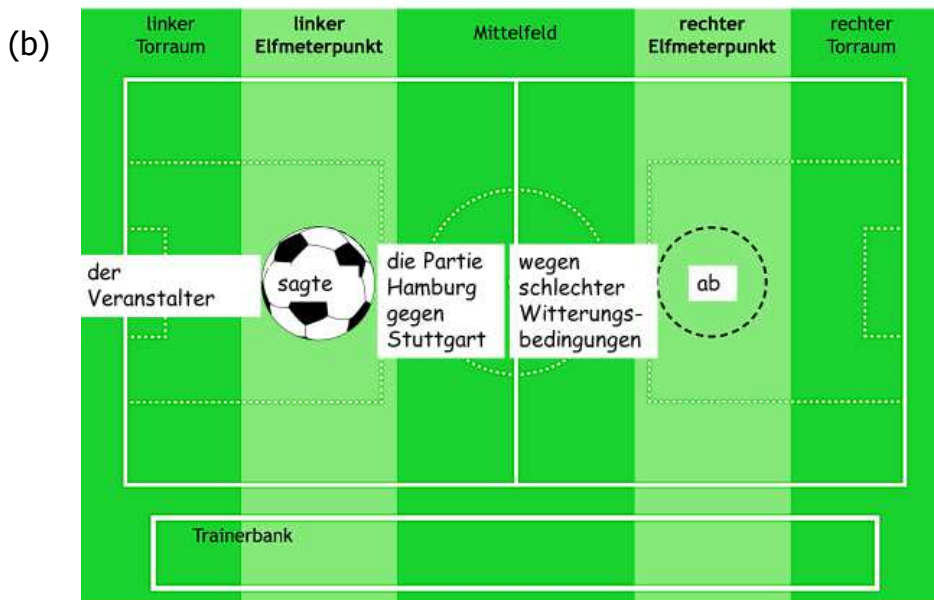 (b)
linker
Torraum
linker
Elfmeterpunkt
Mittelfeld
rechter
Elfmeterpunkt
rechter
Torraum
der
Veranstalter
sagte
die Partie
Hamburg
gegen
Stuttgart
wegen
schlechter
Witterungs-
bedingungen
ab
Trainerbank